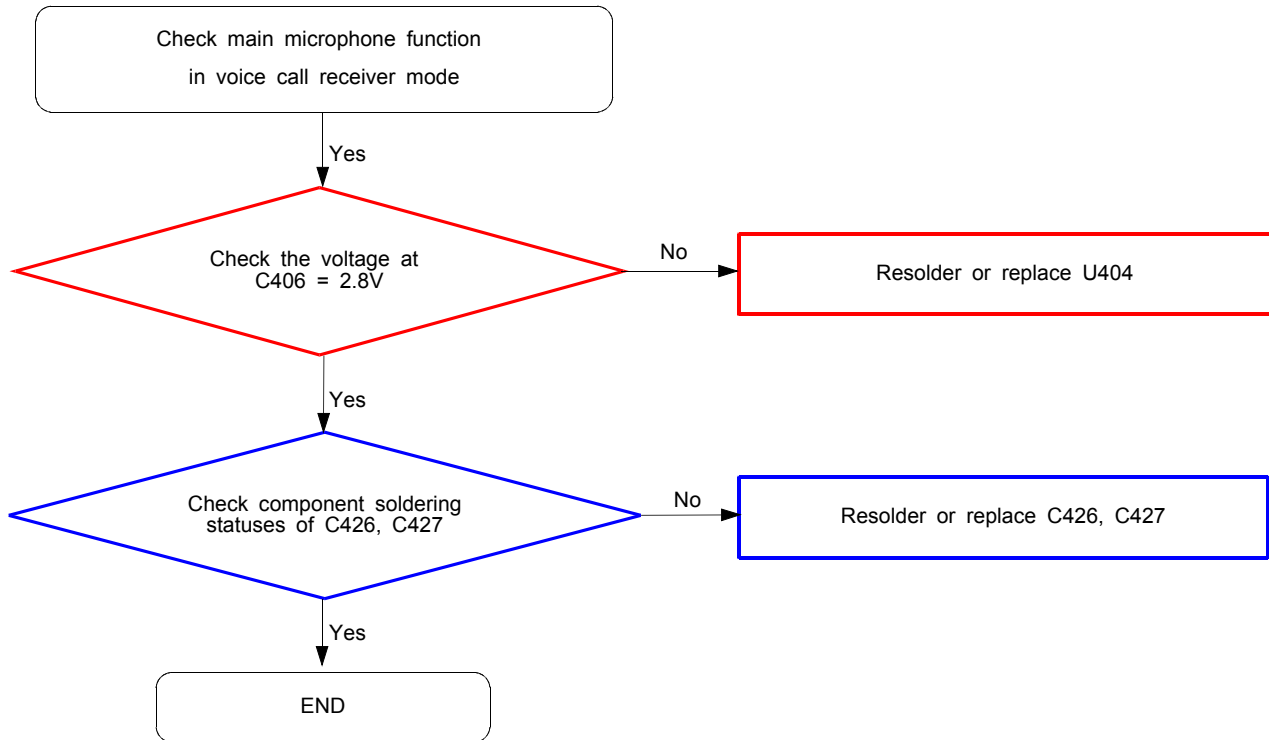 Check main microphone function
in voice call receiver mode
Yes
Check the voltage at
C406 = 2.8V
No
Resolder or replace U404
Yes
Check component soldering
statuses of C426, C427
No
Resolder or replace C426, C427
Yes
END